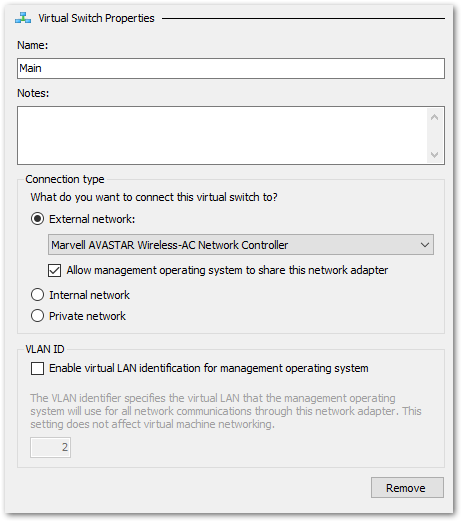 Virtual Switch Properties
Name:
Main
Notes:
Connection type
What do you want to connect this virtual switch to?
External network:
Marvell AVASTAR Wireless-AC Network Controller
Allow management operating system to share this network adapter
Internal network
Private network
VLAN ID
Enable virtual LAN identification for management operating system
The VLAN identifier specifies the virtual LAN that the management operating
system will use for all network communications through this network adapter. This
setting does not affect virtual machine networking.
2
Remove